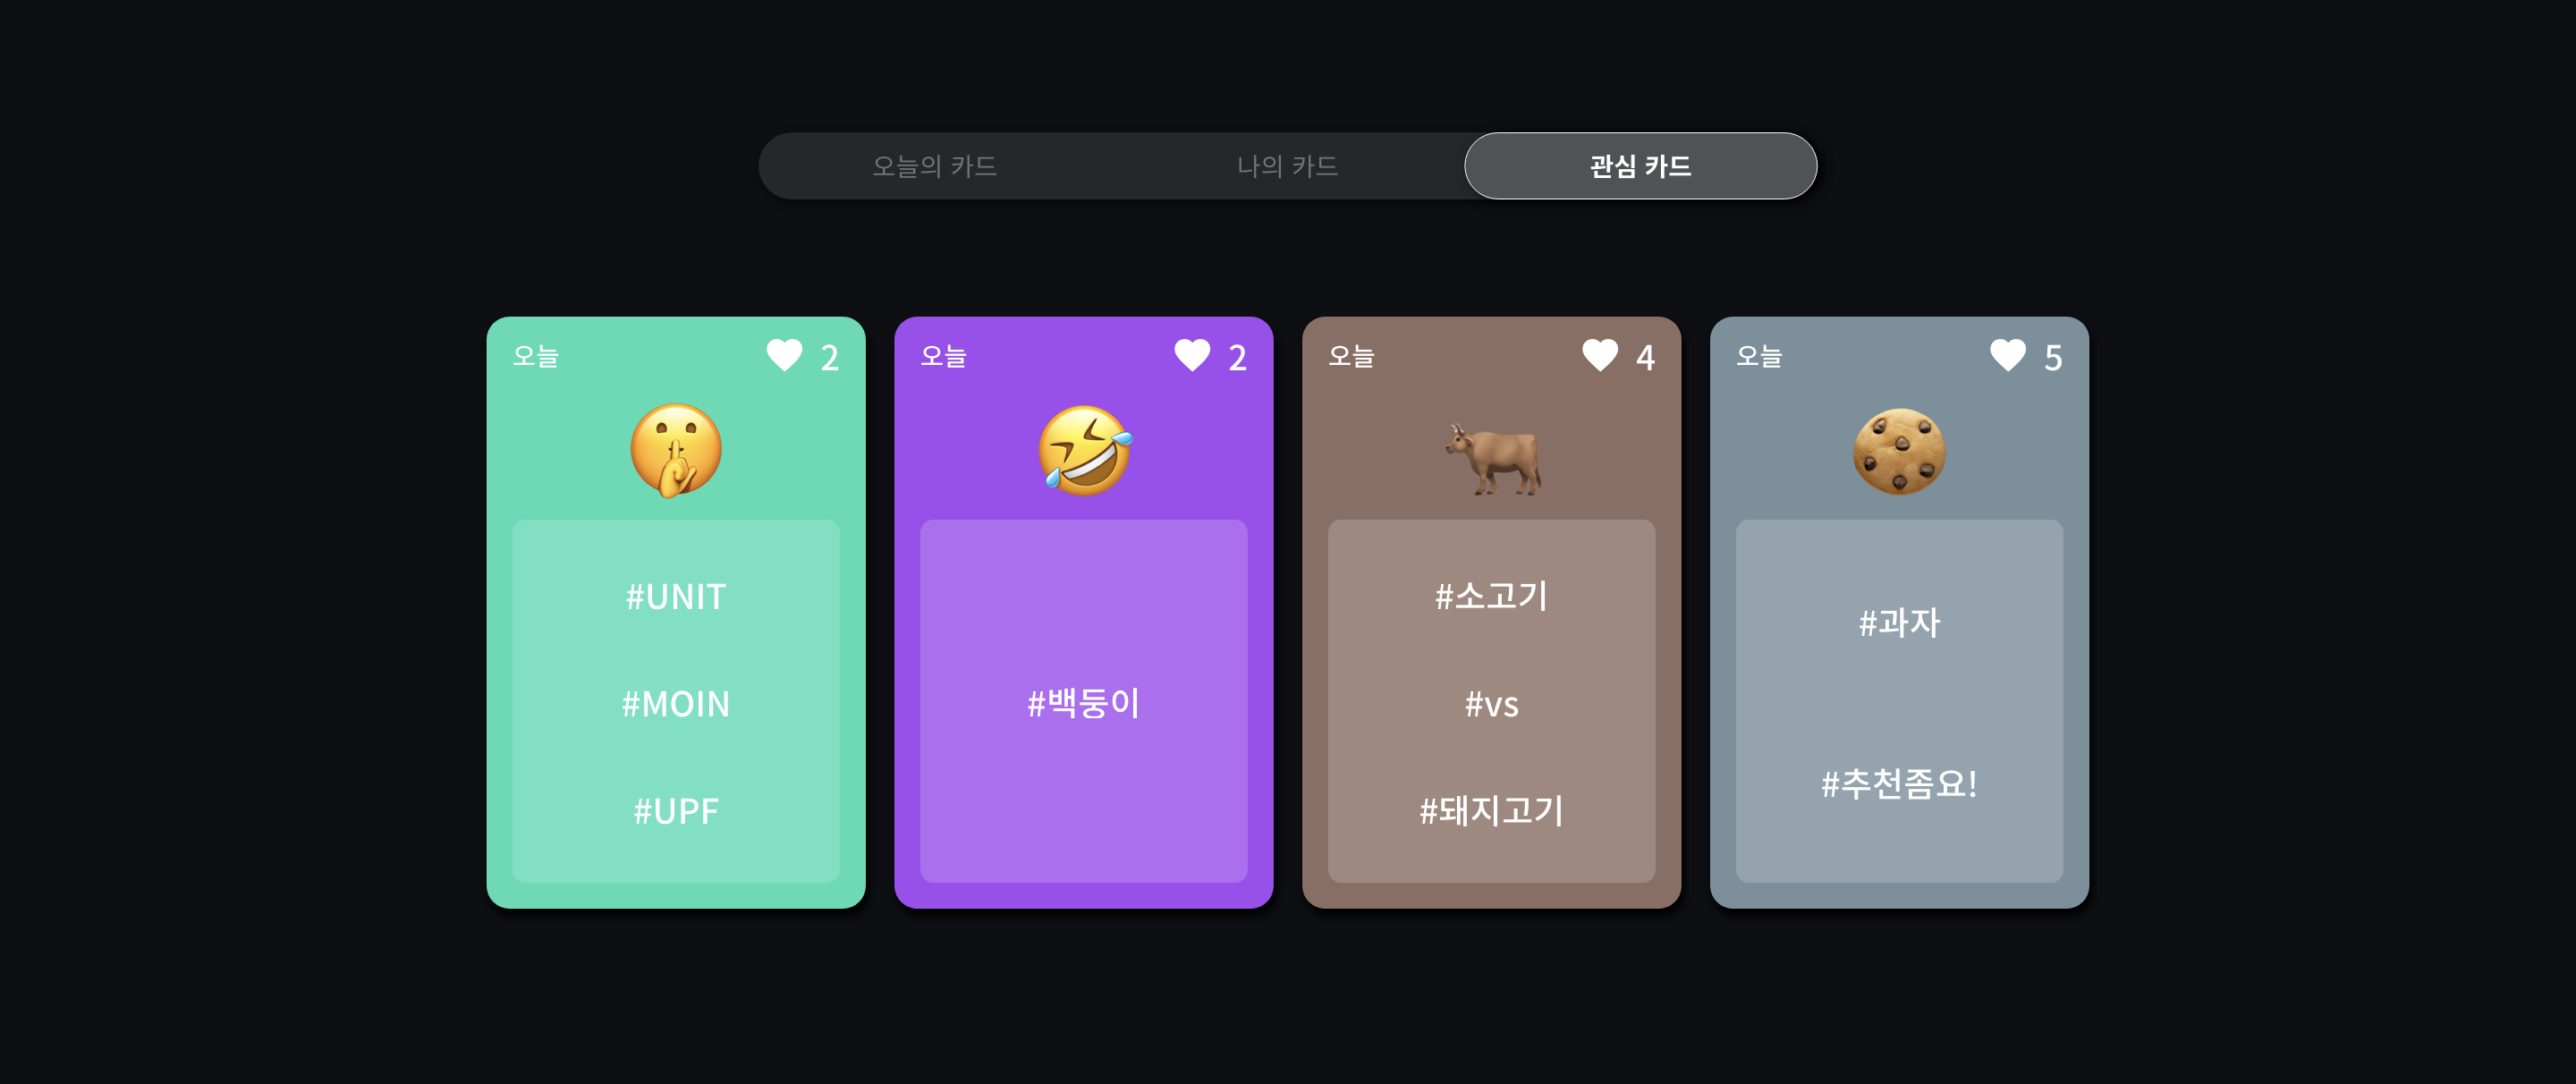 오늘의 카드 나의 카드 관심 카드
오늘 2
#UNIT
#MOIN
#UPF
오늘 2
#백둥이
오늘 4
#소고기
#vs
#돼지고기
오늘 5
#과자
#추천좀요!